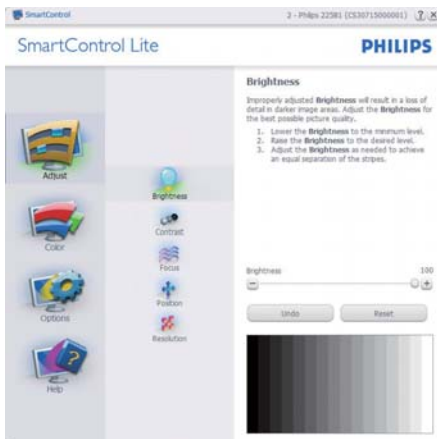 SmartControl
2 - Philips 225B1 (CS30715000001)
SmartControl Lite
PHILIPS
Brightness
Improperly adjusted Brightness will result in a loss of
detail in darker image areas. Adjust the Brightness for
the best possible picture quality.
1. Lower the Brightness to the minimum level.
2. Raise the Brightness to the desired level.
3. Adjust the Brightness as needed to achieve
an equal separation of the stripes.
Adjust
Color
Options
Help
Brightness
Contrast
Focus
Position
Resolution
Brightness
100
Undo
Reset